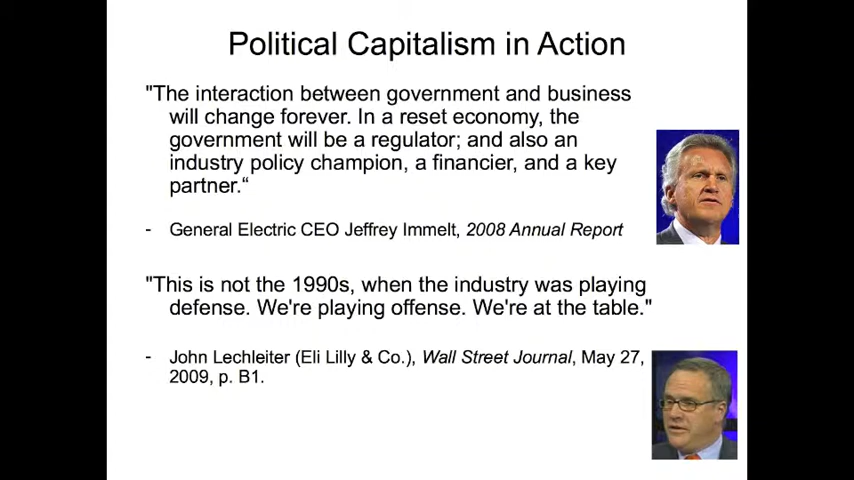 Political Capitalism in Action
"The interaction between government and business
will change forever. In a reset economy, the
government will be a regulator; and also an
industry policy champion, a financier, and a key
partner.“
- General Electric CEO Jeffrey Immelt, 2008 Annual Report
"This is not the 1990s, when the industry was playing
defense. We're playing offense. We're at the table."
- John Lechleiter (Eli Lilly & Co.), Wall Street Journal, May 27,
2009, p. B1.